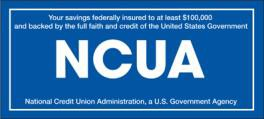 Your savings federally insured to at least $100,000
and backed by the full faith and credit of the United States Government
NCUA
National Credit Union Administration, a U.S. Government Agency